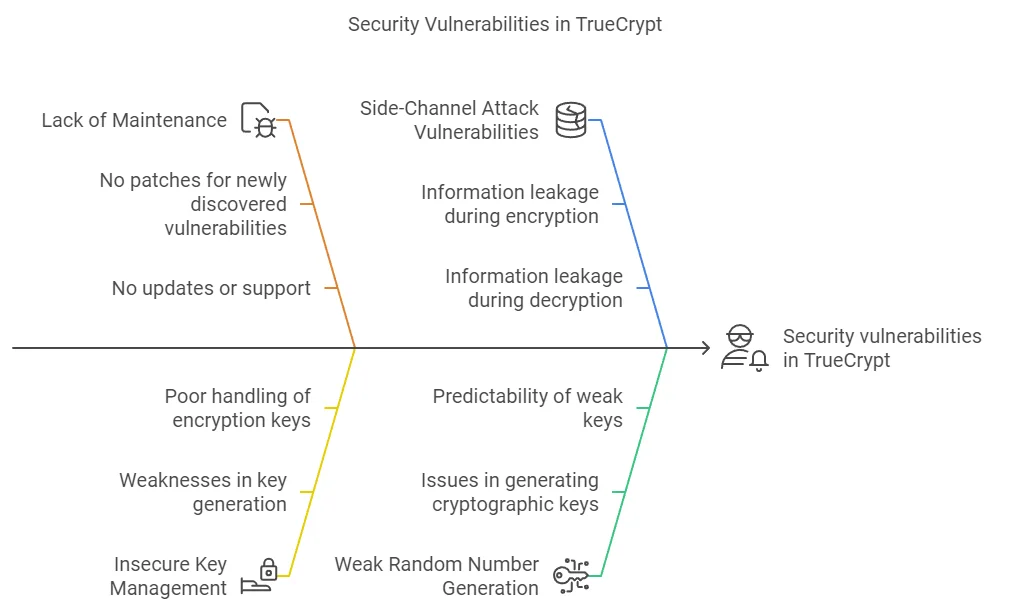 Security Vulnerabilities in TrueCrypt
Lack of Maintenance
No patches for newly
discovered
vulnerabilities
No updates or support
Side-Channel Attack
Vulnerabilities
Information leakage
during encryption
Information leakage
during decryption
Security vulnerabilities
in TrueCrypt
Poor handling of
encryption keys
Weaknesses in key
generation
Insecure Key
Management
Predictability of weak
keys
Issues in generating
cryptographic keys
Weak Random Number
Generation